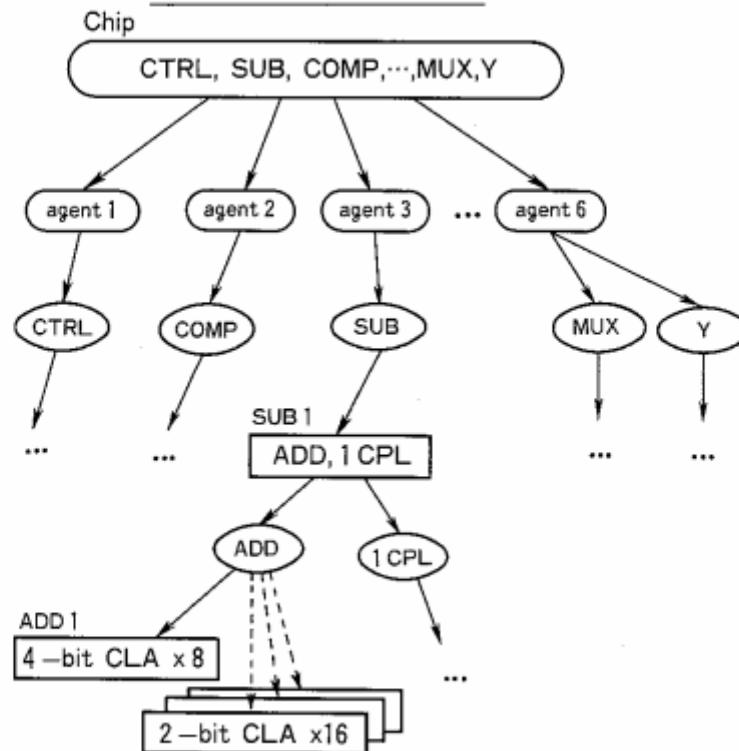 Chip
CTRL, SUB, COMP,···,MUX,Y
agent 1 agent 2 agent 3 ··· agent 6
CTRL COMP SUB MUX Y
··· ··· SUB 1 ··· ···
ADD, 1 CPL
ADD 1 CPL
ADD 1
4-bit CLA ×8 ···
2-bit CLA ×16